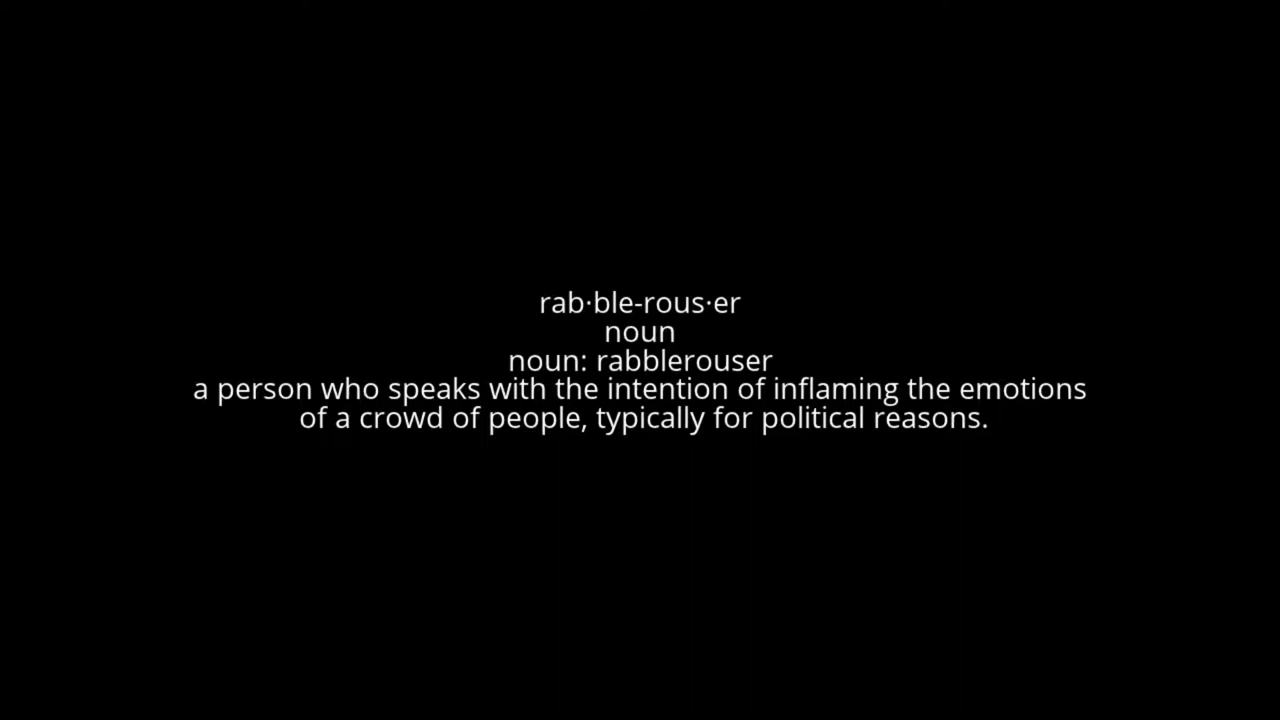 rab·ble-rous·er
noun
noun: rabblerouser
a person who speaks with the intention of inflaming the emotions
of a crowd of people, typically for political reasons.